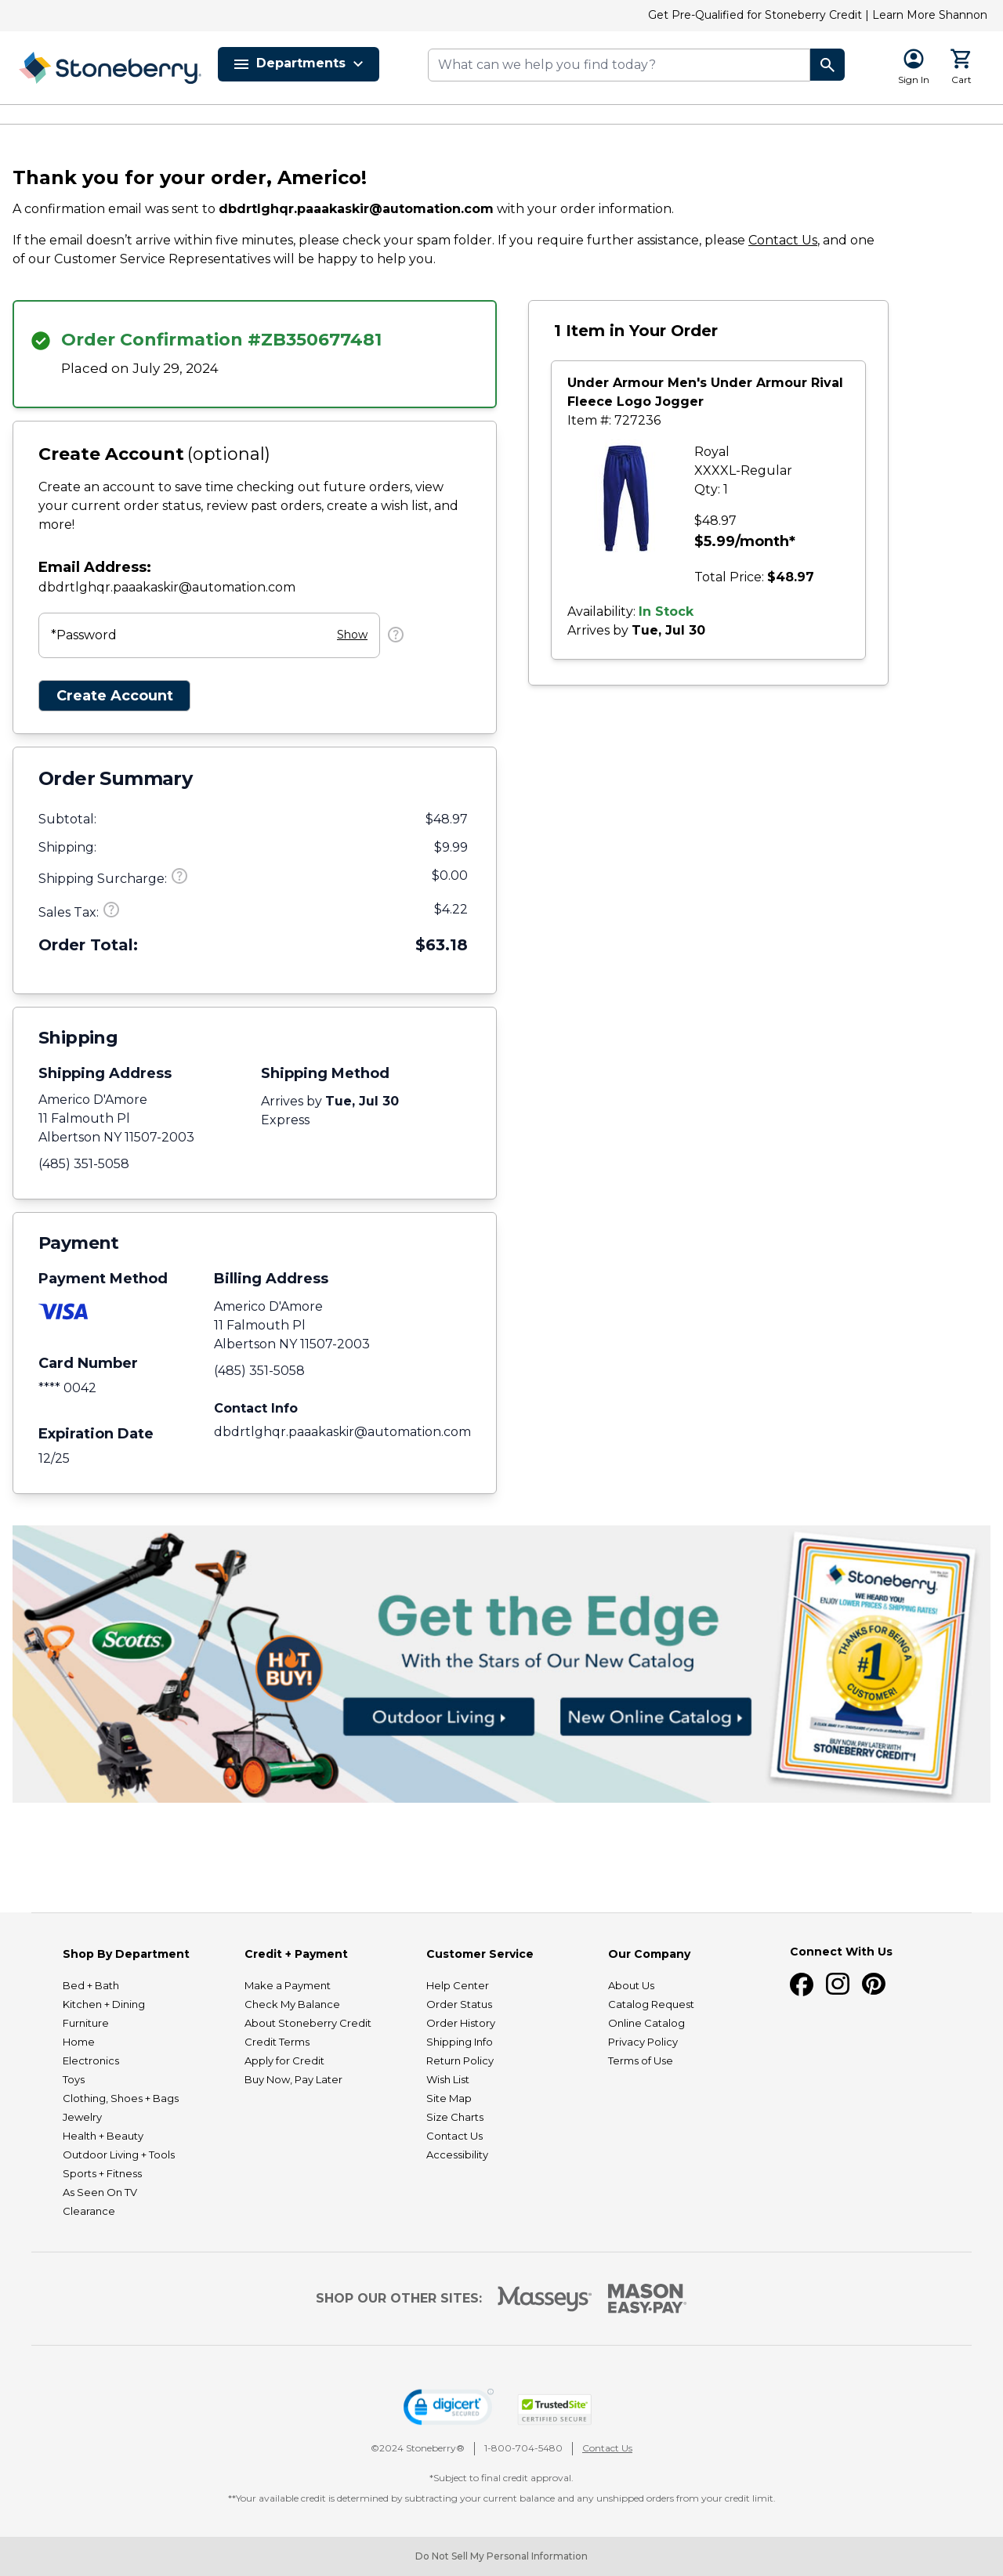 Get Pre-Qualified for Stoneberry Credit | Learn More Shannon
Stoneberry
Departments
What can we help you find today?
Sign In
Cart
Thank you for your order, Americo!
A confirmation email was sent to dbdrtlghqr.paaakaskir@automation.com with your order information.
If the email doesn’t arrive within five minutes, please check your spam folder. If you require further assistance, please Contact Us, and one
of our Customer Service Representatives will be happy to help you.
Order Confirmation #ZB350677481
Placed on July 29, 2024
Create Account (optional)
Create an account to save time checking out future orders, view
your current order status, review past orders, create a wish list, and
more!
Email Address:
dbdrtlghqr.paaakaskir@automation.com
*Password
Show
Create Account
Order Summary
Subtotal: $48.97
Shipping: $9.99
Shipping Surcharge: $0.00
Sales Tax: $4.22
Order Total: $63.18
Shipping
Shipping Address
Americo D'Amore
11 Falmouth Pl
Albertson NY 11507-2003
(485) 351-5058
Shipping Method
Arrives by Tue, Jul 30
Express
Payment
Payment Method
VISA
Card Number
**** 0042
Expiration Date
12/25
Billing Address
Americo D'Amore
11 Falmouth Pl
Albertson NY 11507-2003
(485) 351-5058
Contact Info
dbdrtlghqr.paaakaskir@automation.com
1 Item in Your Order
Under Armour Men's Under Armour Rival
Fleece Logo Jogger
Item #: 727236
Royal
XXXXL-Regular
Qty: 1
$48.97
$5.99/month*
Total Price: $48.97
Availability: In Stock
Arrives by Tue, Jul 30
Scotts
HOT
BUY!
Get the Edge
With the Stars of Our New Catalog
Outdoor Living
New Online Catalog
Stoneberry
WE HEARD YOU!
ENJOY LOWER PRICES & SHIPPING RATES!
THANKS FOR BEING A
#1
CUSTOMER!
BUY NOW, PAY LATER WITH
STONEBERRY CREDIT!
Shop By Department
Bed + Bath
Kitchen + Dining
Furniture
Home
Electronics
Toys
Clothing, Shoes + Bags
Jewelry
Health + Beauty
Outdoor Living + Tools
Sports + Fitness
As Seen On TV
Clearance
Credit + Payment
Make a Payment
Check My Balance
About Stoneberry Credit
Credit Terms
Apply for Credit
Buy Now, Pay Later
Customer Service
Help Center
Order Status
Order History
Shipping Info
Return Policy
Wish List
Site Map
Size Charts
Contact Us
Accessibility
Our Company
About Us
Catalog Request
Online Catalog
Privacy Policy
Terms of Use
Connect With Us
SHOP OUR OTHER SITES:
Masseys
MASON
EASY·PAY
digicert
SECURED
TrustedSite
CERTIFIED SECURE
©2024 Stoneberry®
1-800-704-5480
Contact Us
*Subject to final credit approval.
**Your available credit is determined by subtracting your current balance and any unshipped orders from your credit limit.
Do Not Sell My Personal Information